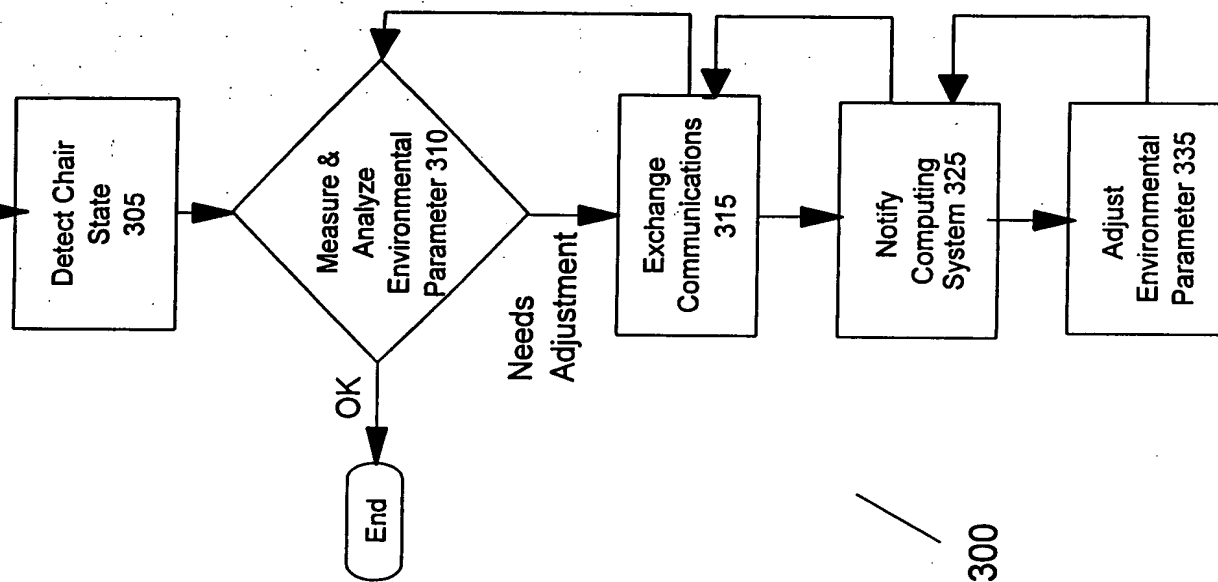 Detect Chair
State
305
Measure &
Analyze
Environmental
Parameter 310
OK
End
Needs
Adjustment
Exchange
Communications
315
Notify
Computing
System 325
Adjust
Environmental
Parameter 335
300